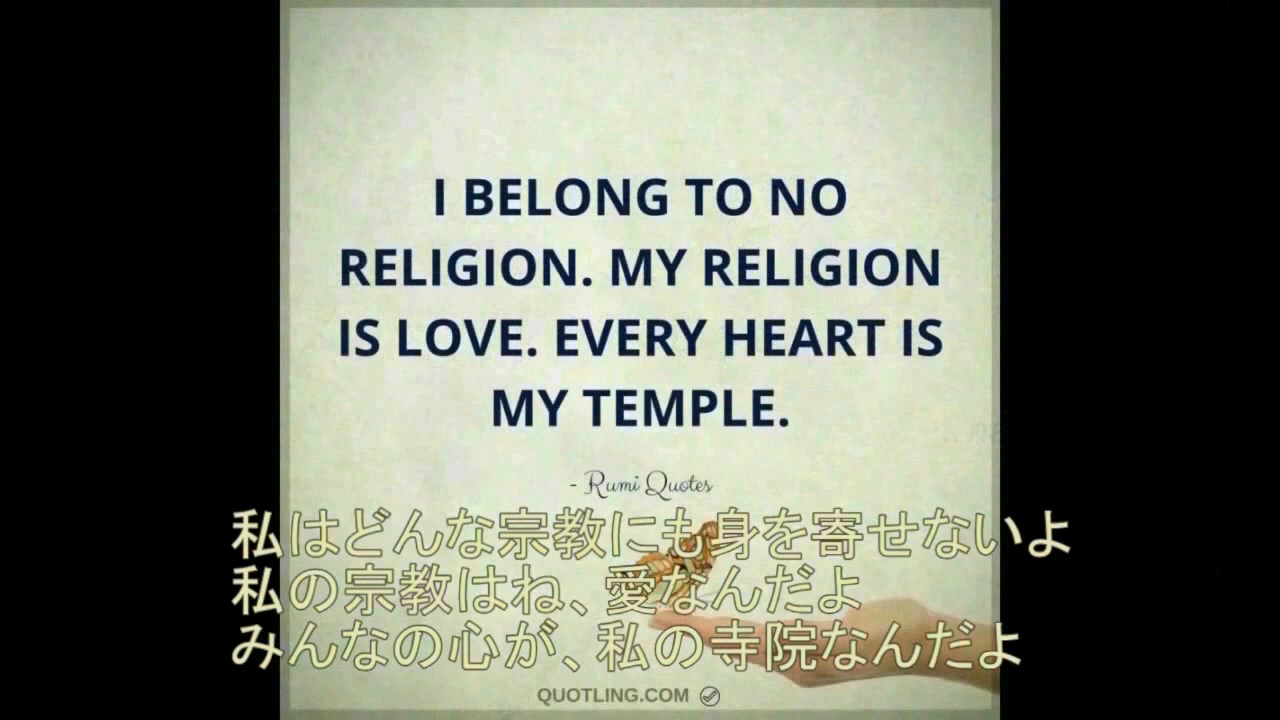 I BELONG TO NO
RELIGION. MY RELIGION
IS LOVE. EVERY HEART IS
MY TEMPLE.
- Rumi Quotes
私はどんな宗教にも身を寄せないよ
私の宗教はね、愛なんだよ
みんなの心が、私の寺院なんだよ
QUOTLING.COM